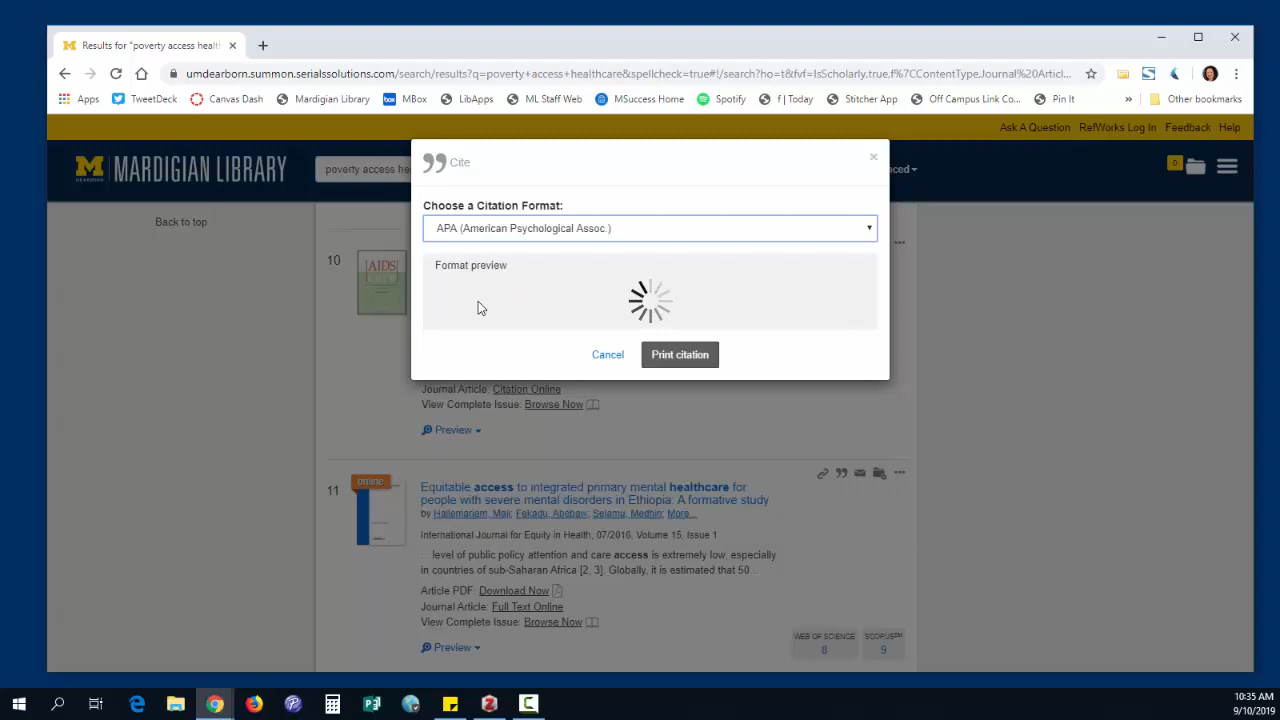 Results for "poverty access healtl
umdearborn.summon.serialssolutions.com/search/results?q=poverty+access+healthcare&spellcheck=true#!/search?ho=t&fvf=IsScholarly,true,f%7CContentType,Journal%20Articl...
Apps TweetDeck Canvas Dash Mardigian Library MBox LibApps ML Staff Web MSuccess Home Spotify f | Today Stitcher App Off Campus Link Co... Pin It » Other bookmarks
Ask A Question RefWorks Log In Feedback Help
M DEARBORN MARDIGIAN LIBRARY
poverty access hea
ced
0
Cite ×
Choose a Citation Format:
APA (American Psychological Assoc.)
Format preview
Cancel Print citation
Back to top
10
AIDS
Journal Article: Citation Online
View Complete Issue: Browse Now
Preview
11
online
Equitable access to integrated primary mental healthcare for
people with severe mental disorders in Ethiopia: A formative study
by Hailemariam, Maji; Fekadu, Abebaw; Selamu, Medhin; More...
International Journal for Equity in Health, 07/2016, Volume 15, Issue 1
... level of public policy attention and care access is extremely low, especially
in countries of sub-Saharan Africa [2, 3]. Globally, it is estimated that 50...
Article PDF: Download Now
Journal Article: Full Text Online
View Complete Issue: Browse Now
Preview
WEB OF SCIENCE SCOPUS
8 9
10:35 AM
9/10/2019